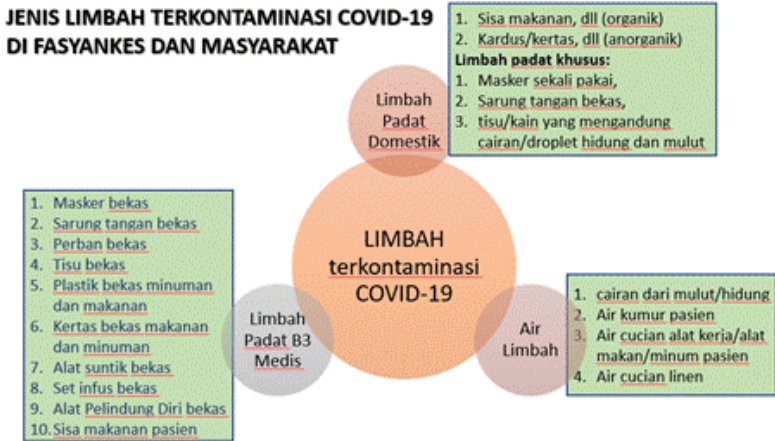 JENIS LIMBAH TERKONTAMINASI COVID-19
DI FASYANKES DAN MASYARAKAT
1. Sisa makanan, dll (organik)
2. Kardus/kertas, dll (anorganik)
Limbah padat khusus:
1. Masker sekali pakai,
2. Sarung tangan bekas,
3. tisu/kain yang mengandung
cairan/droplet hidung dan mulut
Limbah
Padat
Domestik
LIMBAH
terkontaminasi
COVID-19
1. Masker bekas
2. Sarung tangan bekas
3. Perban bekas
4. Tisu bekas
5. Plastik bekas minuman
dan makanan
6. Kertas bekas makanan
dan minuman
7. Alat suntik bekas
8. Set infus bekas
9. Alat Pelindung Diri bekas
10. Sisa makanan pasien
Limbah
Padat B3
Medis
Air
Limbah
1. cairan dari mulut/hidung
2. Air kumur pasien
3. Air cucian alat kerja/alat
makan/minum pasien
4. Air cucian linen